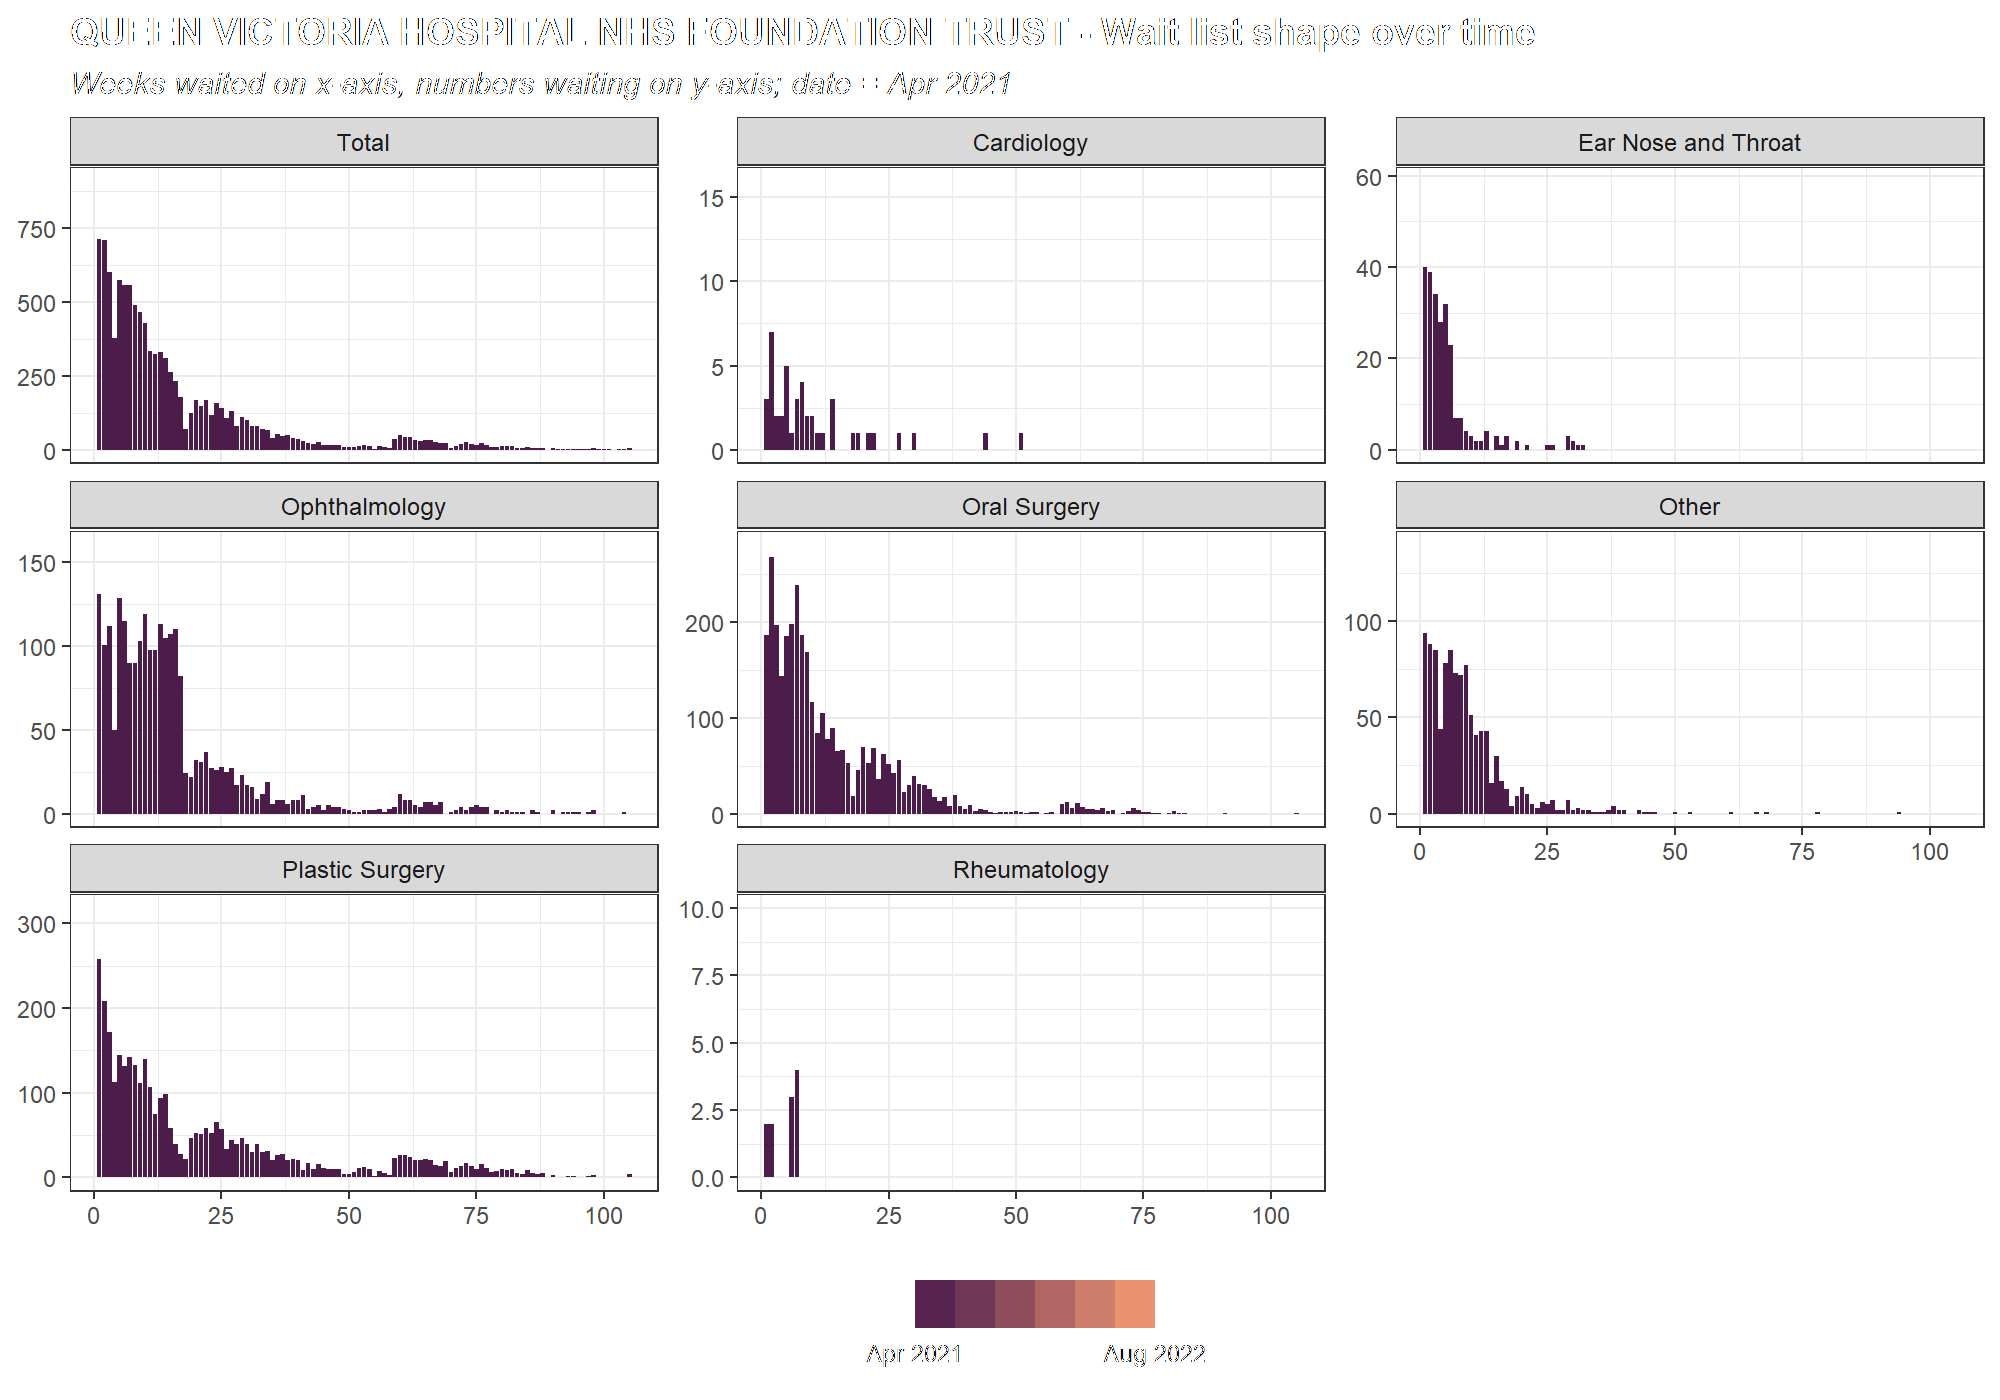 QUEEN VICTORIA HOSPITAL NHS FOUNDATION TRUST - Wait list shape over time
Weeks waited on x-axis, numbers waiting on y-axis; date = Apr 2021
Total
Cardiology
Ear Nose and Throat
750
500
250
0
15
10
5
0
60
40
20
0
Ophthalmology
Oral Surgery
Other
150
100
50
0
200
100
0
100
50
0
0 25 50 75 100
Plastic Surgery
Rheumatology
300
200
100
0
10.0
7.5
5.0
2.5
0.0
0 25 50 75 100
0 25 50 75 100
Apr 2021
Aug 2022